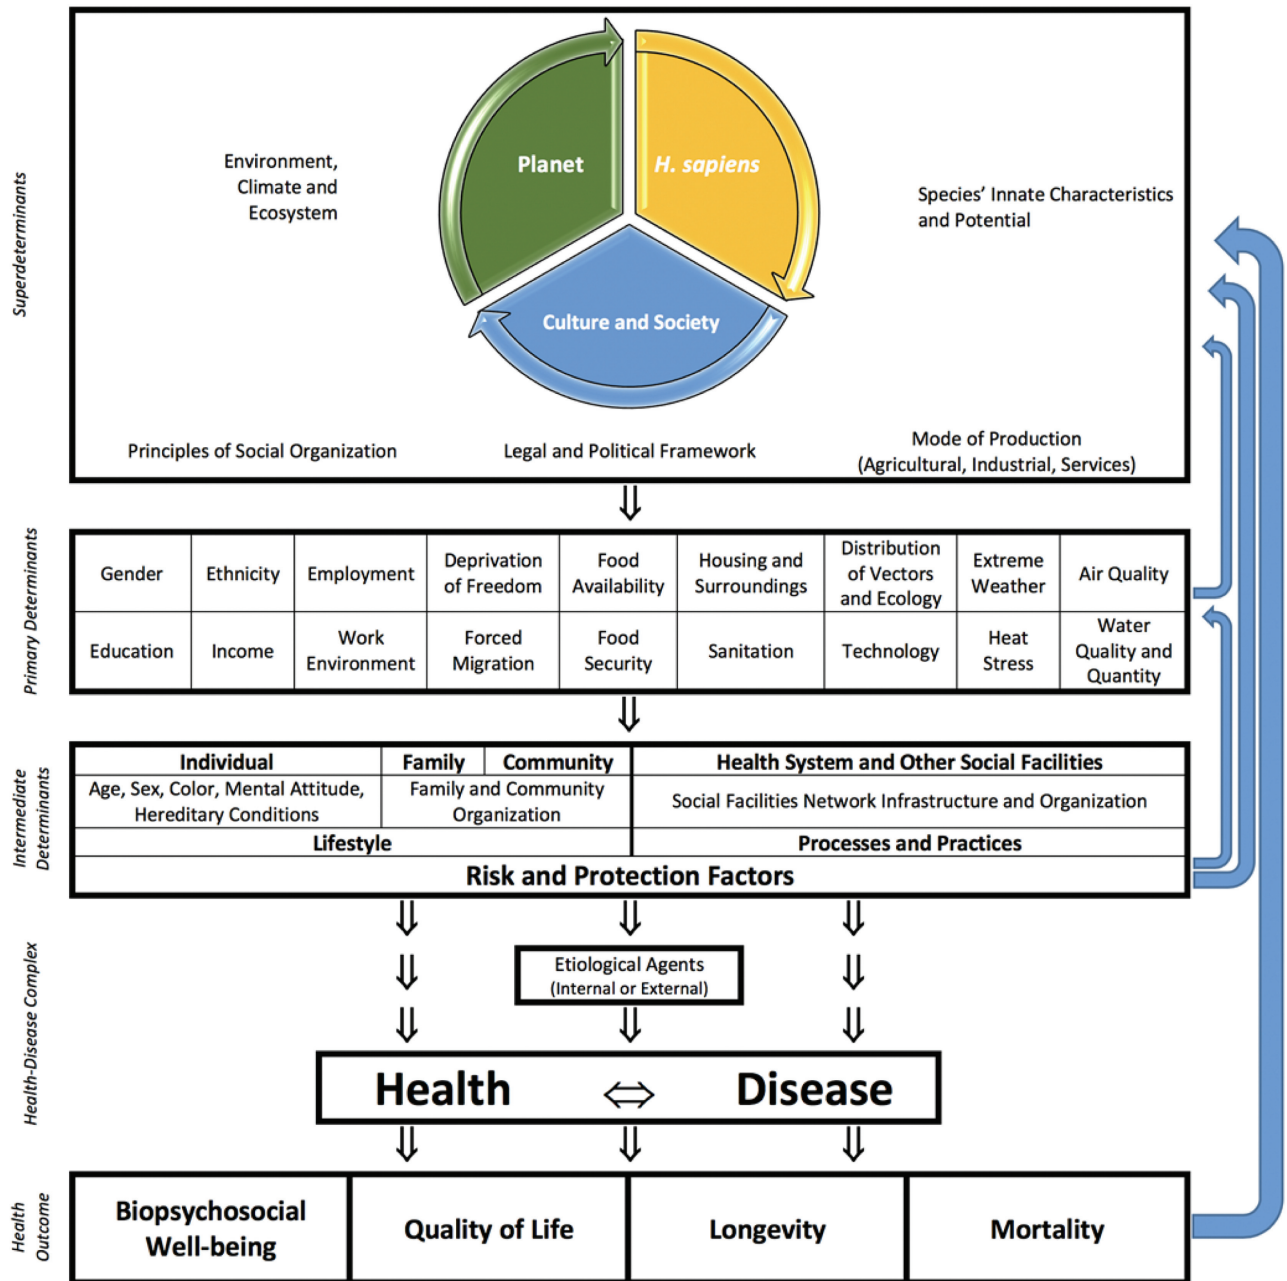 Superdeterminants
Planet
H. sapiens
Culture and Society
Environment,
Climate and
Ecosystem
Species’ Innate Characteristics
and Potential
Principles of Social Organization
Legal and Political Framework
Mode of Production
(Agricultural, Industrial, Services)
Primary Determinants
Gender
Ethnicity
Employment
Deprivation
of Freedom
Food
Availability
Housing and
Surroundings
Distribution
of Vectors
and Ecology
Extreme
Weather
Air Quality
Education
Income
Work
Environment
Forced
Migration
Food
Security
Sanitation
Technology
Heat
Stress
Water
Quality and
Quantity
Intermediate
Determinants
Individual
Family
Community
Health System and Other Social Facilities
Age, Sex, Color, Mental Attitude,
Hereditary Conditions
Family and Community
Organization
Social Facilities Network Infrastructure and Organization
Lifestyle
Processes and Practices
Risk and Protection Factors
Health-Disease Complex
Etiological Agents
(Internal or External)
Health
Disease
Health
Outcome
Biopsychosocial
Well-being
Quality of Life
Longevity
Mortality